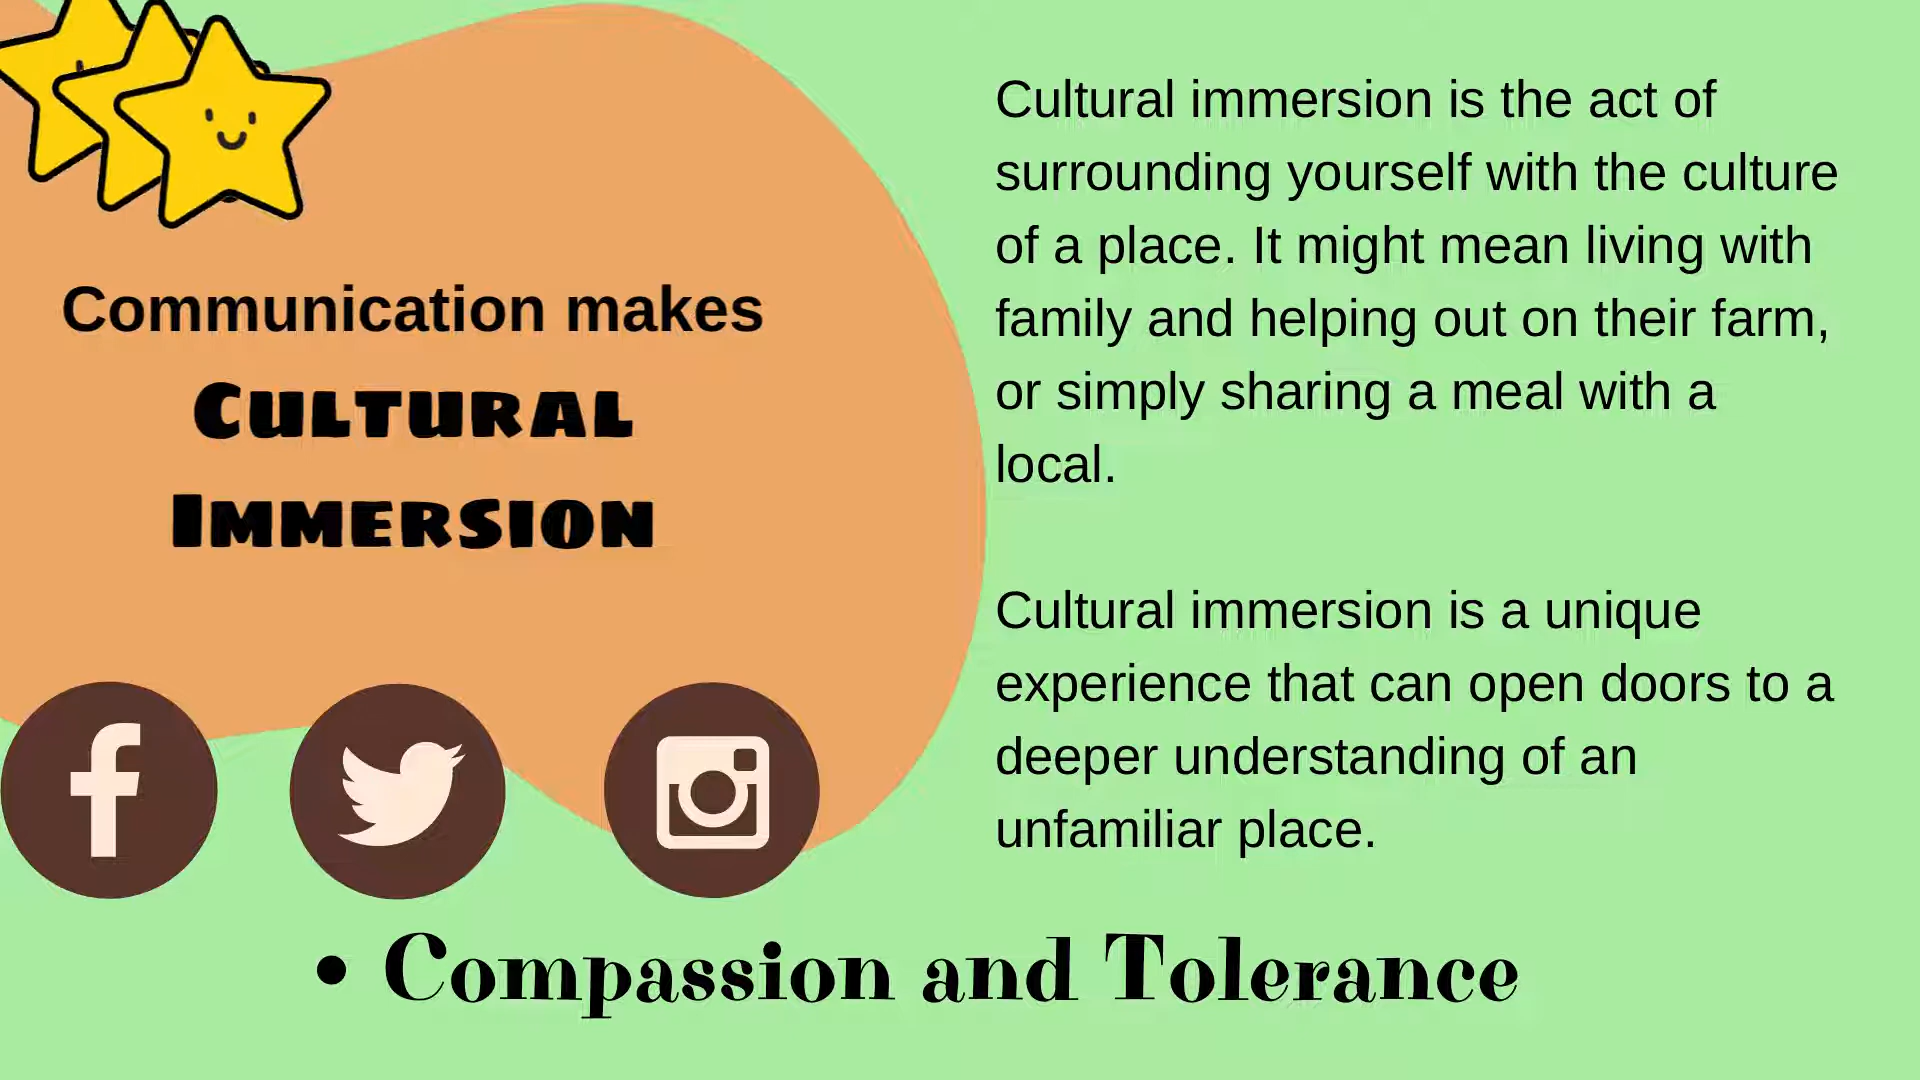 Communication makes
Cultural
Immersion
Cultural immersion is the act of
surrounding yourself with the culture
of a place. It might mean living with
family and helping out on their farm,
or simply sharing a meal with a
local.
Cultural immersion is a unique
experience that can open doors to a
deeper understanding of an
unfamiliar place.
• Compassion and Tolerance